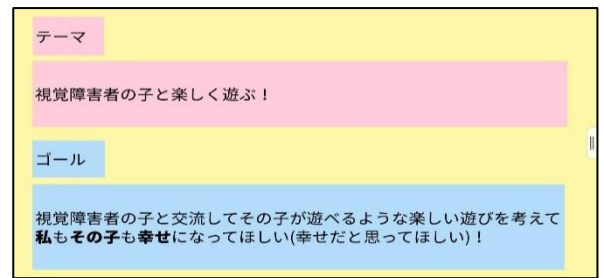 テーマ
視覚障害者の子と楽しく遊ぶ！
ゴール
視覚障害者の子と交流してその子が遊べるような楽しい遊びを考えて
私もその子も幸せになってほしい(幸せだと思ってほしい)！